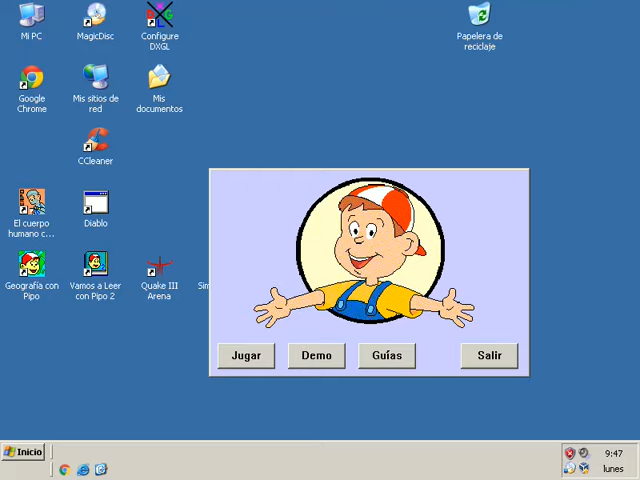 Mi PC
MagicDisc
Configure
DXGL
Papelera de
reciclaje
Google
Chrome
Mis sitios de
red
Mis
documentos
CCleaner
El cuerpo
humano c...
Diablo
Geografía con
Pipo
Vamos a Leer
con Pipo 2
Quake III
Arena
Jugar
Demo
Guías
Salir
Inicio
9:47
lunes